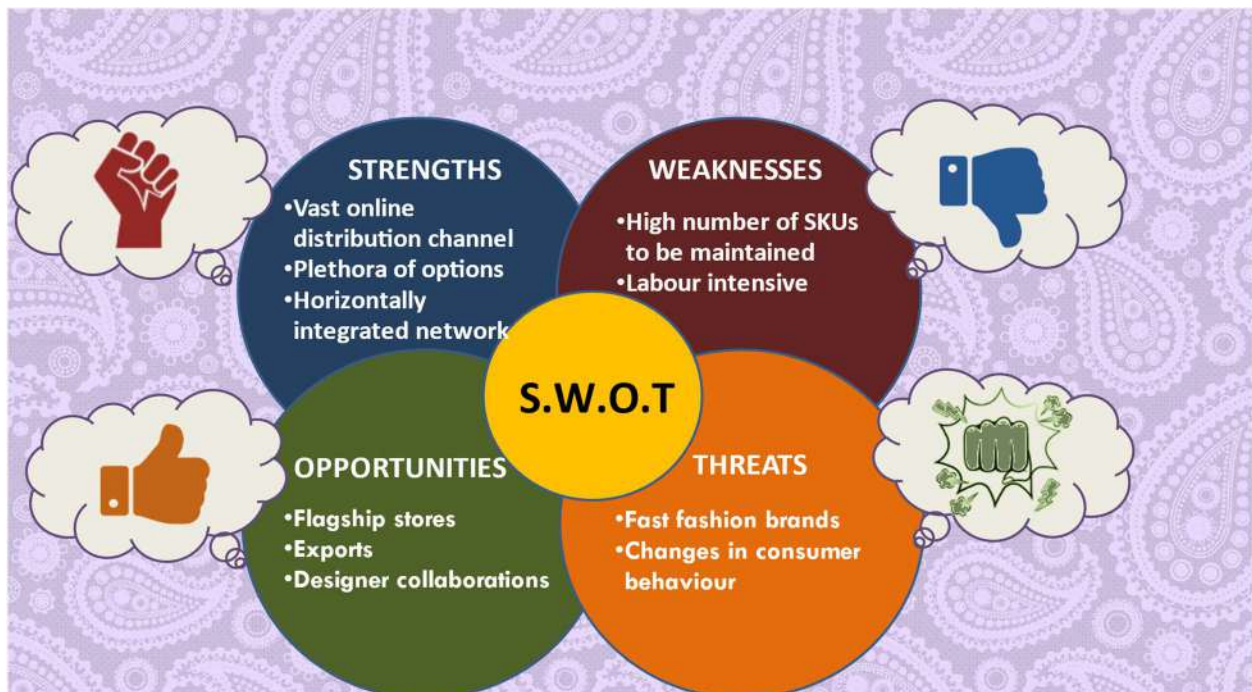 STRENGTHS
•Vast online
distribution channel
•Plethora of options
•Horizontally
integrated network
WEAKNESSES
•High number of SKUs
to be maintained
•Labour intensive
S.W.O.T
OPPORTUNITIES
•Flagship stores
•Exports
•Designer collaborations
THREATS
•Fast fashion brands
•Changes in consumer
behaviour